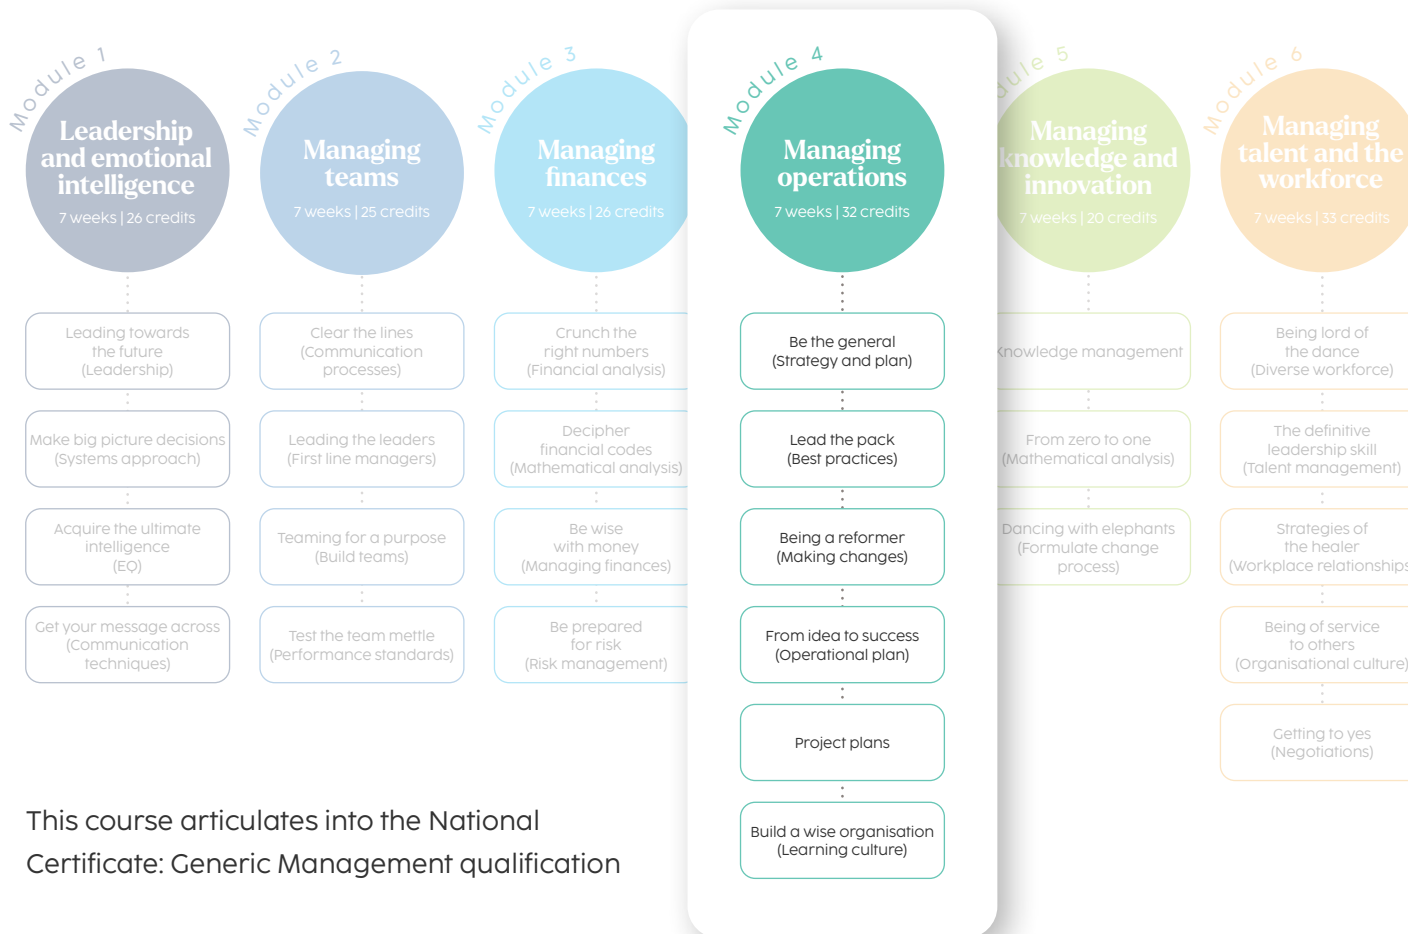 Module 1
Leadership
and emotional
intelligence
7 weeks | 26 credits
Leading towards
the future
(Leadership)
Make big picture decisions
(Systems approach)
Acquire the ultimate
intelligence
(EQ)
Get your message across
(Communication
techniques)
Module 2
Managing
teams
7 weeks | 25 credits
Clear the lines
(Communication
processes)
Leading the leaders
(First line managers)
Teaming for a purpose
(Build teams)
Test the team mettle
(Performance standards)
Module 3
Managing
finances
7 weeks | 26 credits
Crunch the
right numbers
(Financial analysis)
Decipher
financial codes
(Mathematical analysis)
Be wise
with money
(Managing finances)
Be prepared
for risk
(Risk management)
Module 4
Managing
operations
7 weeks | 32 credits
Be the general
(Strategy and plan)
Lead the pack
(Best practices)
Being a reformer
(Making changes)
From idea to success
(Operational plan)
Project plans
Build a wise organisation
(Learning culture)
dule 5
Managing
knowledge and
innovation
7 weeks | 20 credits
Knowledge management
From zero to one
(Mathematical analysis)
Dancing with elephants
(Formulate change
process)
Module 6
Managing
talent and the
workforce
7 weeks | 33 credits
Being lord of
the dance
(Diverse workforce)
The definitive
leadership skill
(Talent management)
Strategies of
the healer
(Workplace relationships
Being of service
to others
(Organisational culture)
Getting to yes
(Negotiations)
This course articulates into the National
Certificate: Generic Management qualification